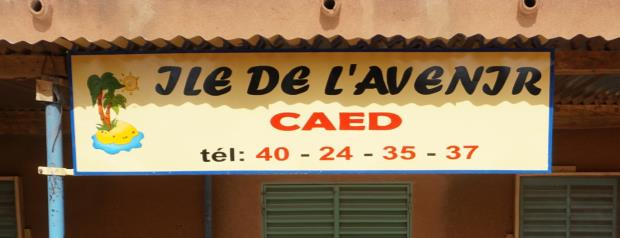 ILE DE L'AVENIR
CAED
tél: 40 - 24 - 35 - 37